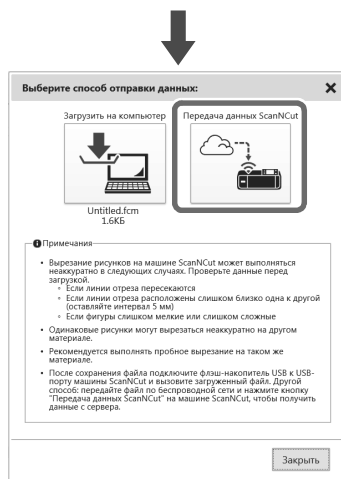 Выберите способ отправки данных:
Загрузить на компьютер
Передача данных ScanNCut
Untitled.fcm
1.6КБ
Примечания
• Вырезание рисунков на машине ScanNCut может выполняться
неаккуратно в следующих случаях. Проверьте данные перед
загрузкой.
◦ Если линии отреза пересекаются
◦ Если линии отреза расположены слишком близко одна к другой
(оставляйте интервал 5 мм)
◦ Если фигуры слишком мелкие или слишком сложные
• Одинаковые рисунки могут вырезаться неаккуратно на другом
материале.
• Рекомендуется выполнять пробное вырезание на таком же
материале.
• После сохранения файла подключите флэш-накопитель USB к USB-
порту машины ScanNCut и вызовите загруженный файл. Другой
способ: передайте файл по беспроводной сети и нажмите кнопку
"Передача данных ScanNCut" на машине ScanNCut, чтобы получить
данные с сервера.
Закрыть